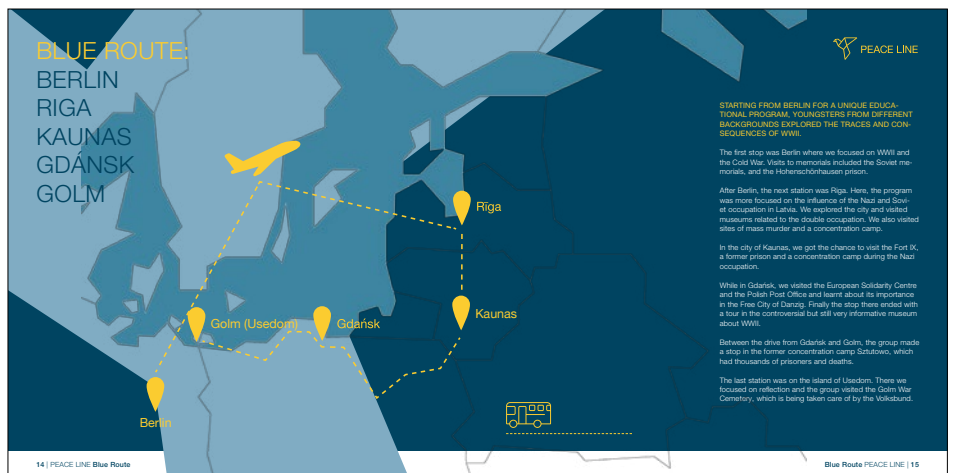 BLUE ROUTE:
BERLIN
RIGA
KAUNAS
GDÁNSK
GOLM
Rīga
Kaunas
Golm (Usedom)
Gdańsk
Berlin
14 | PEACE LINE Blue Route
PEACE LINE
STARTING FROM BERLIN FOR A UNIQUE EDUCA-
TIONAL PROGRAM, YOUNGSTERS FROM DIFFERENT
BACKGROUNDS EXPLORED THE TRACES AND CON-
SEQUENCES OF WWII.
The first stop was Berlin where we focused on WWII and
the Cold War. Visits to memorials included the Soviet me-
morials, and the Hohenschönhausen prison.
After Berlin, the next station was Riga. Here, the program
was more focused on the influence of the Nazi and Sovi-
et occupation in Latvia. We explored the city and visited
museums related to the double occupation. We also visited
sites of mass murder and a concentration camp.
In the city of Kaunas, we got the chance to visit the Fort IX,
a former prison and a concentration camp during the Nazi
occupation.
While in Gdańsk, we visited the European Solidarity Centre
and the Polish Post Office and learnt about its importance
in the Free City of Danzig. Finally the stop there ended with
a tour in the controversial but still very informative museum
about WWII.
Between the drive from Gdańsk and Golm, the group made
a stop in the former concentration camp Sztutowo, which
had thousands of prisoners and deaths.
The last station was on the island of Usedom. There we
focused on reflection and the group visited the Golm War
Cemetory, which is being taken care of by the Volksbund.
Blue Route PEACE LINE | 15